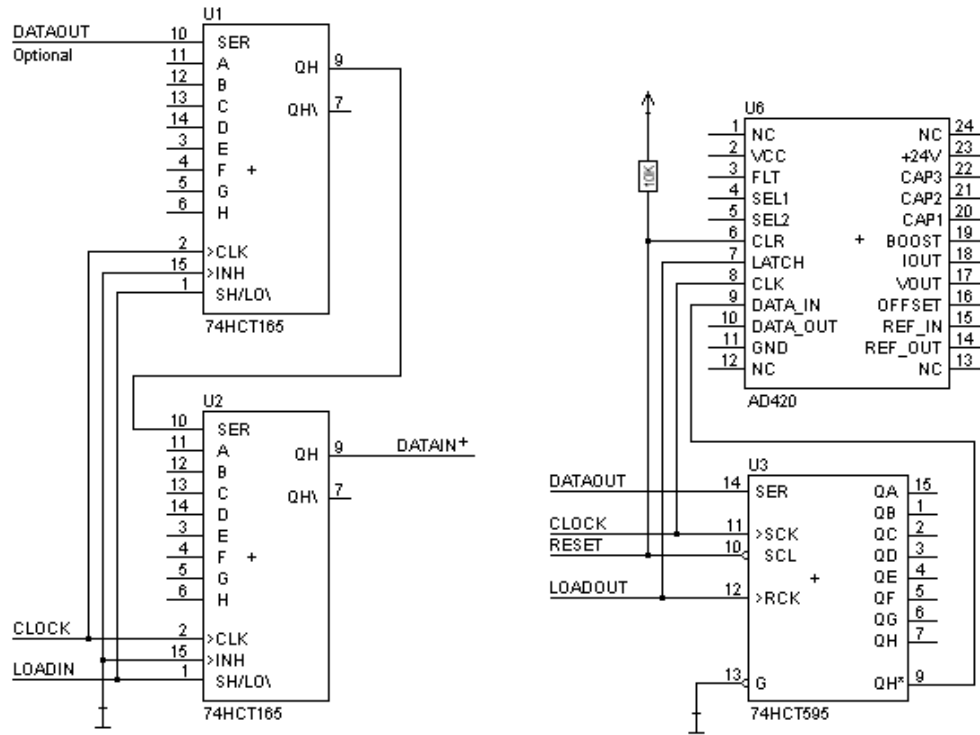 U1
DATAOUT 10 SER
Optional
11 A
12 B
13 C
14 D
3 E
4 F
5 G
6 H
QH 9
QH\ 7
+
2 >CLK
15 >INH
1 SH/LO\
74HCT165
U2
10 SER
11 A
12 B
13 C
14 D
3 E
4 F
5 G
6 H
QH 9 DATAIN+
QH\ 7
+
CLOCK 2 >CLK
15 >INH
LOADIN 1 SH/LO\
74HCT165
10K
U6
1 NC NC 24
2 VCC +24V 23
3 FLT CAP3 22
4 SEL1 CAP2 21
5 SEL2 CAP1 20
6 CLR + BOOST 19
7 LATCH IOUT 18
8 CLK VOUT 17
9 DATA_IN OFFSET 16
10 DATA_OUT REF_IN 15
11 GND REF_OUT 14
12 NC NC 13
AD420
U3
DATAOUT 14 SER QA 15
QB 1
CLOCK 11 >SCK QC 2
RESET 10 SCL QD 3
QE 4
+
LOADOUT 12 >RCK QF 5
QG 6
QH 7
13 G QH* 9
74HCT595